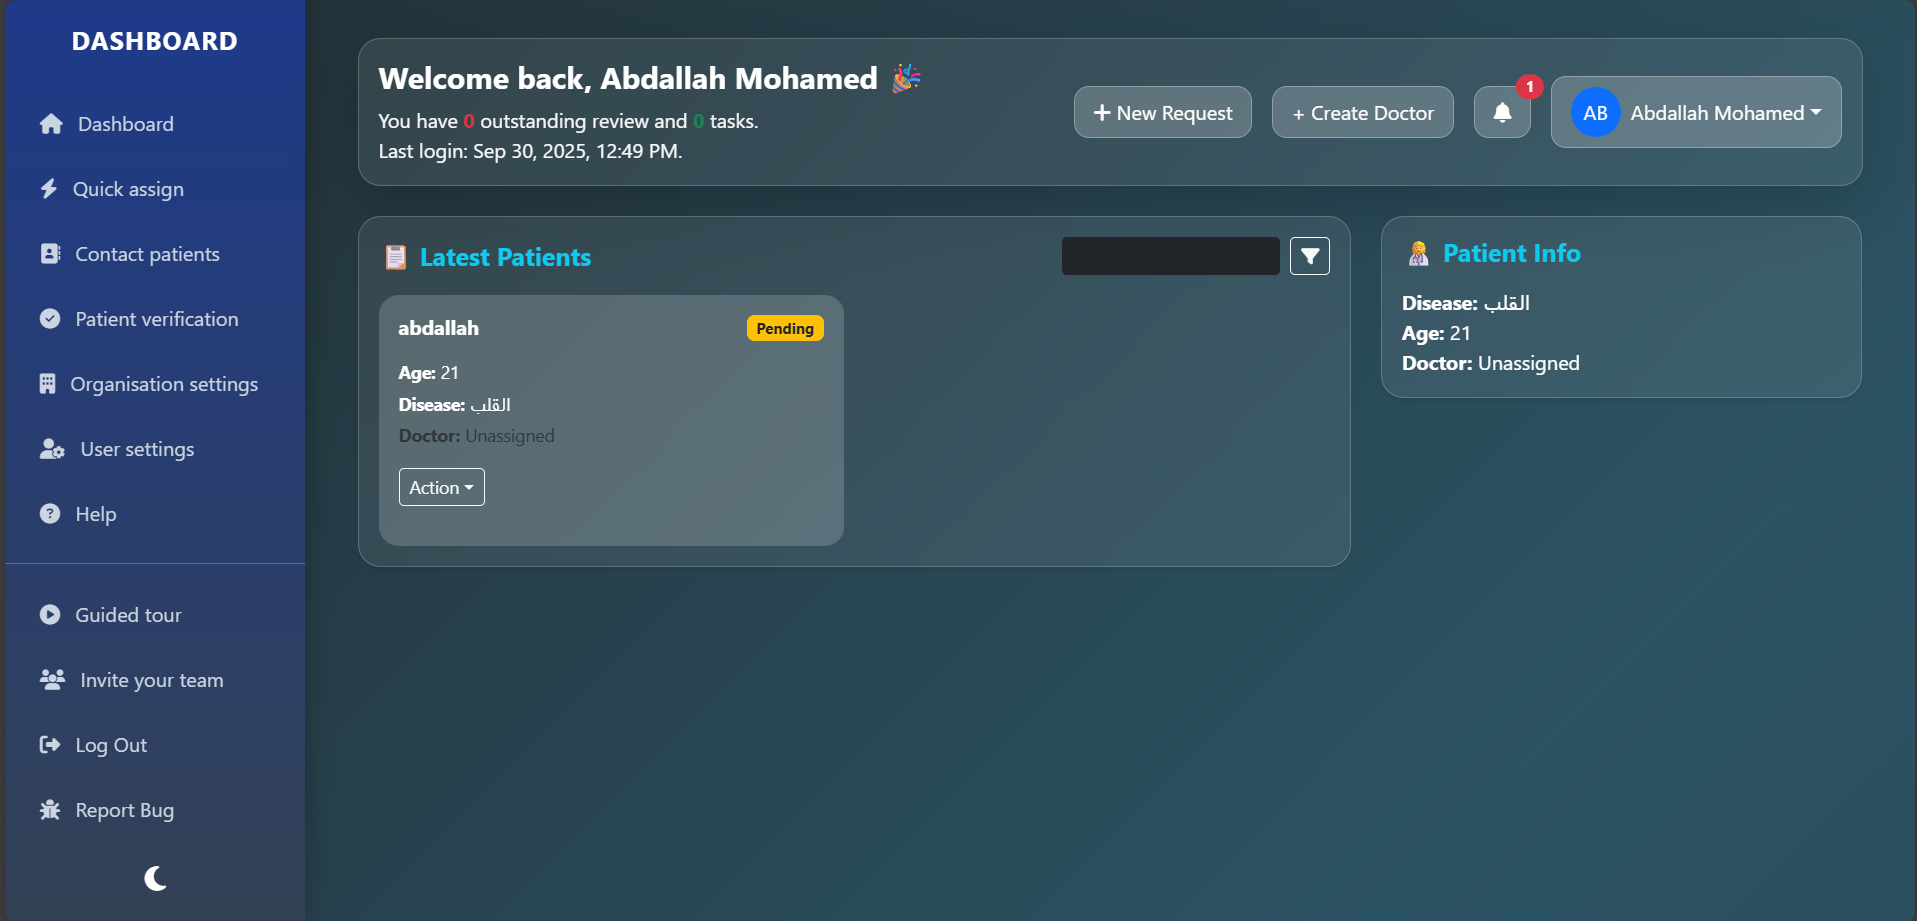 DASHBOARD
Dashboard
Quick assign
Contact patients
Patient verification
Organisation settings
User settings
Help
Guided tour
Invite your team
Log Out
Report Bug
Welcome back, Abdallah Mohamed 🎉
You have 0 outstanding review and 0 tasks.
Last login: Sep 30, 2025, 12:49 PM.
+ New Request
+ Create Doctor
1
AB Abdallah Mohamed
📋 Latest Patients
abdallah
Pending
Age: 21
Disease: القلب
Doctor: Unassigned
Action
👩‍⚕️ Patient Info
Disease: القلب
Age: 21
Doctor: Unassigned